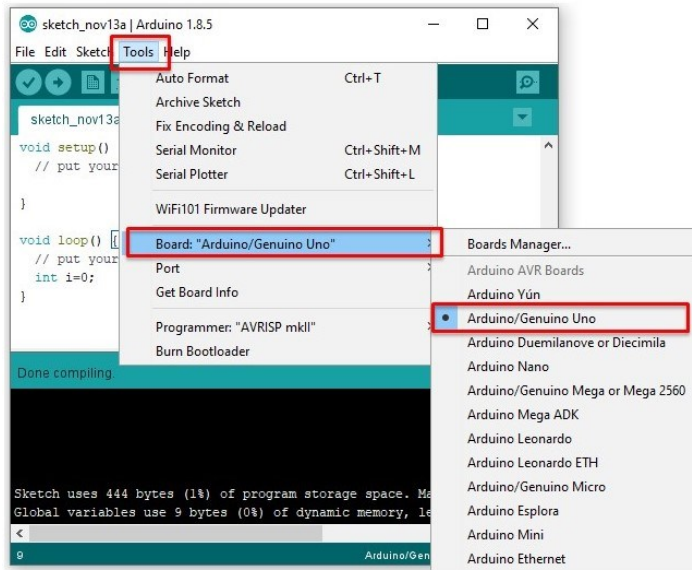 sketch_nov13a | Arduino 1.8.5
File Edit Sketch Tools Help
sketch_nov13a
void setup()
// put your
}
void loop() {
// put your
int i=0;
}
Auto Format Ctrl+T
Archive Sketch
Fix Encoding & Reload
Serial Monitor Ctrl+Shift+M
Serial Plotter Ctrl+Shift+L
WiFi101 Firmware Updater
Board: "Arduino/Genuino Uno"
Port
Get Board Info
Programmer: "AVRISP mkII"
Burn Bootloader
Boards Manager...
Arduino AVR Boards
Arduino Yún
Arduino/Genuino Uno
Arduino Duemilanove or Diecimila
Arduino Nano
Arduino/Genuino Mega or Mega 2560
Arduino Mega ADK
Arduino Leonardo
Arduino Leonardo ETH
Arduino/Genuino Micro
Arduino Esplora
Arduino Mini
Arduino Ethernet
Done compiling.
Sketch uses 444 bytes (1%) of program storage space. Ma
Global variables use 9 bytes (0%) of dynamic memory, le
9 Arduino/Gen